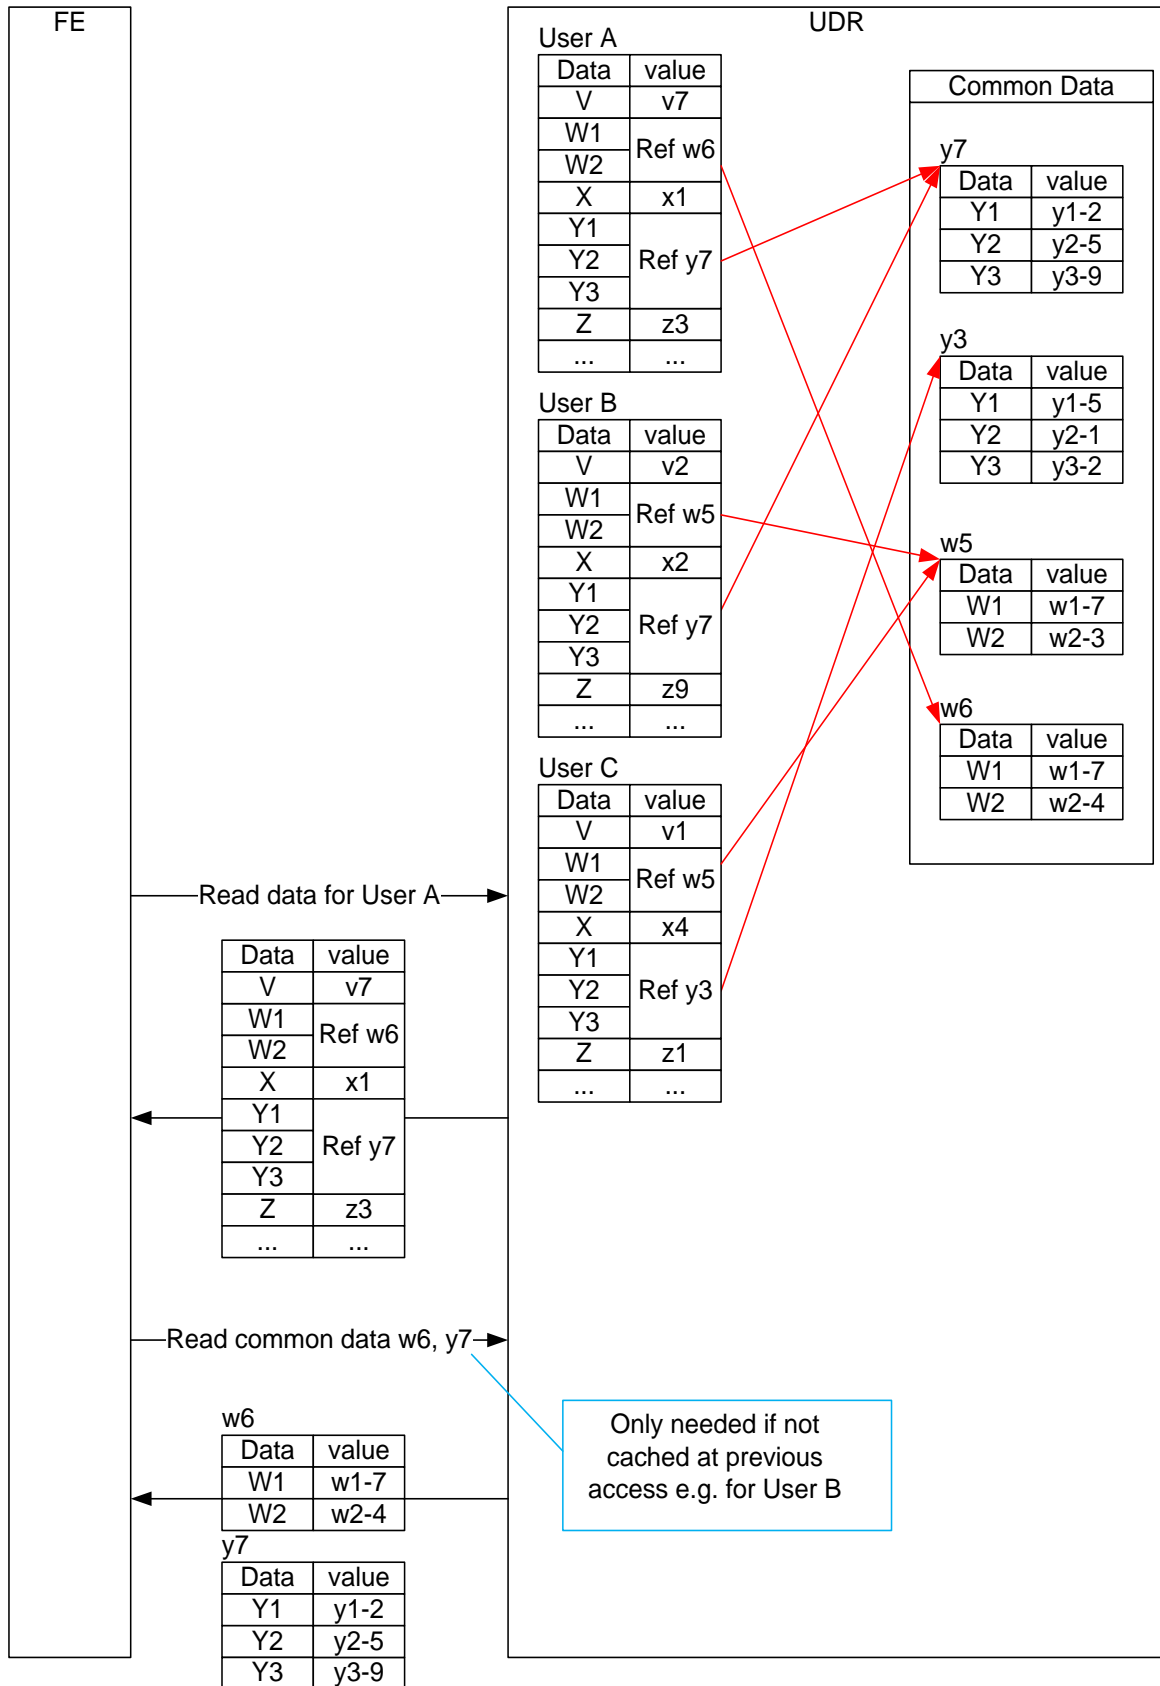 FE
UDR
User A
Data value
V v7
W1
Ref w6
W2
X x1
Y1
Y2 Ref y7
Y3
Z z3
... ...
User B
Data value
V v2
W1
Ref w5
W2
X x2
Y1
Y2 Ref y7
Y3
Z z9
... ...
User C
Data value
V v1
W1
Ref w5
W2
X x4
Y1
Y2 Ref y3
Y3
Z z1
... ...
Common Data
y7
Data value
Y1 y1-2
Y2 y2-5
Y3 y3-9
y3
Data value
Y1 y1-5
Y2 y2-1
Y3 y3-2
w5
Data value
W1 w1-7
W2 w2-3
w6
Data value
W1 w1-7
W2 w2-4
Read data for User A
Data value
V v7
W1
Ref w6
W2
X x1
Y1
Y2 Ref y7
Y3
Z z3
... ...
Read common data w6, y7
Only needed if not
cached at previous
access e.g. for User B
w6
Data value
W1 w1-7
W2 w2-4
y7
Data value
Y1 y1-2
Y2 y2-5
Y3 y3-9